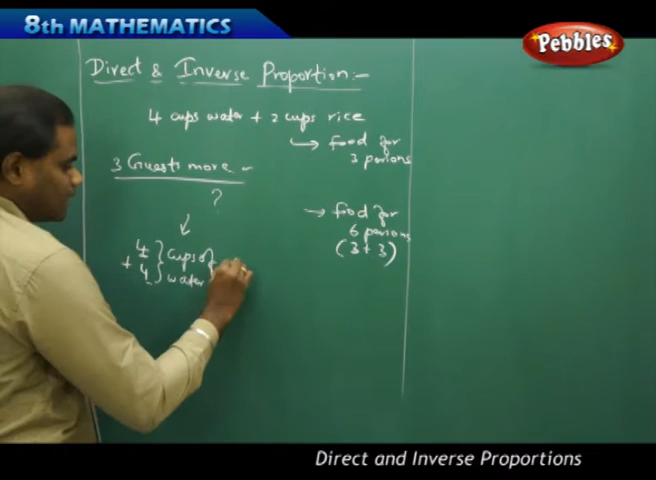 8th MATHEMATICS
Pebbles
Direct & Inverse Proportion:-
4 cups water + 2 cups rice
↳ food for
3 persons
3 Guests more -
?
→ food for
6 persons
(3 + 3)
4 } cups of
+ 4 } water
Direct and Inverse Proportions